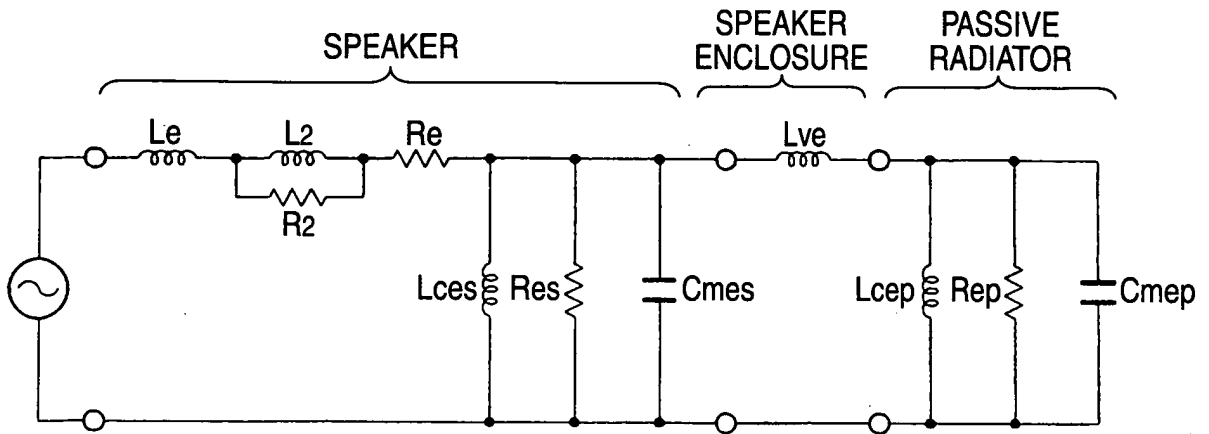 SPEAKER
SPEAKER
ENCLOSURE
PASSIVE
RADIATOR
Le
L2
Re
Lve
R2
Lces
Res
Cmes
Lcep
Rep
Cmep